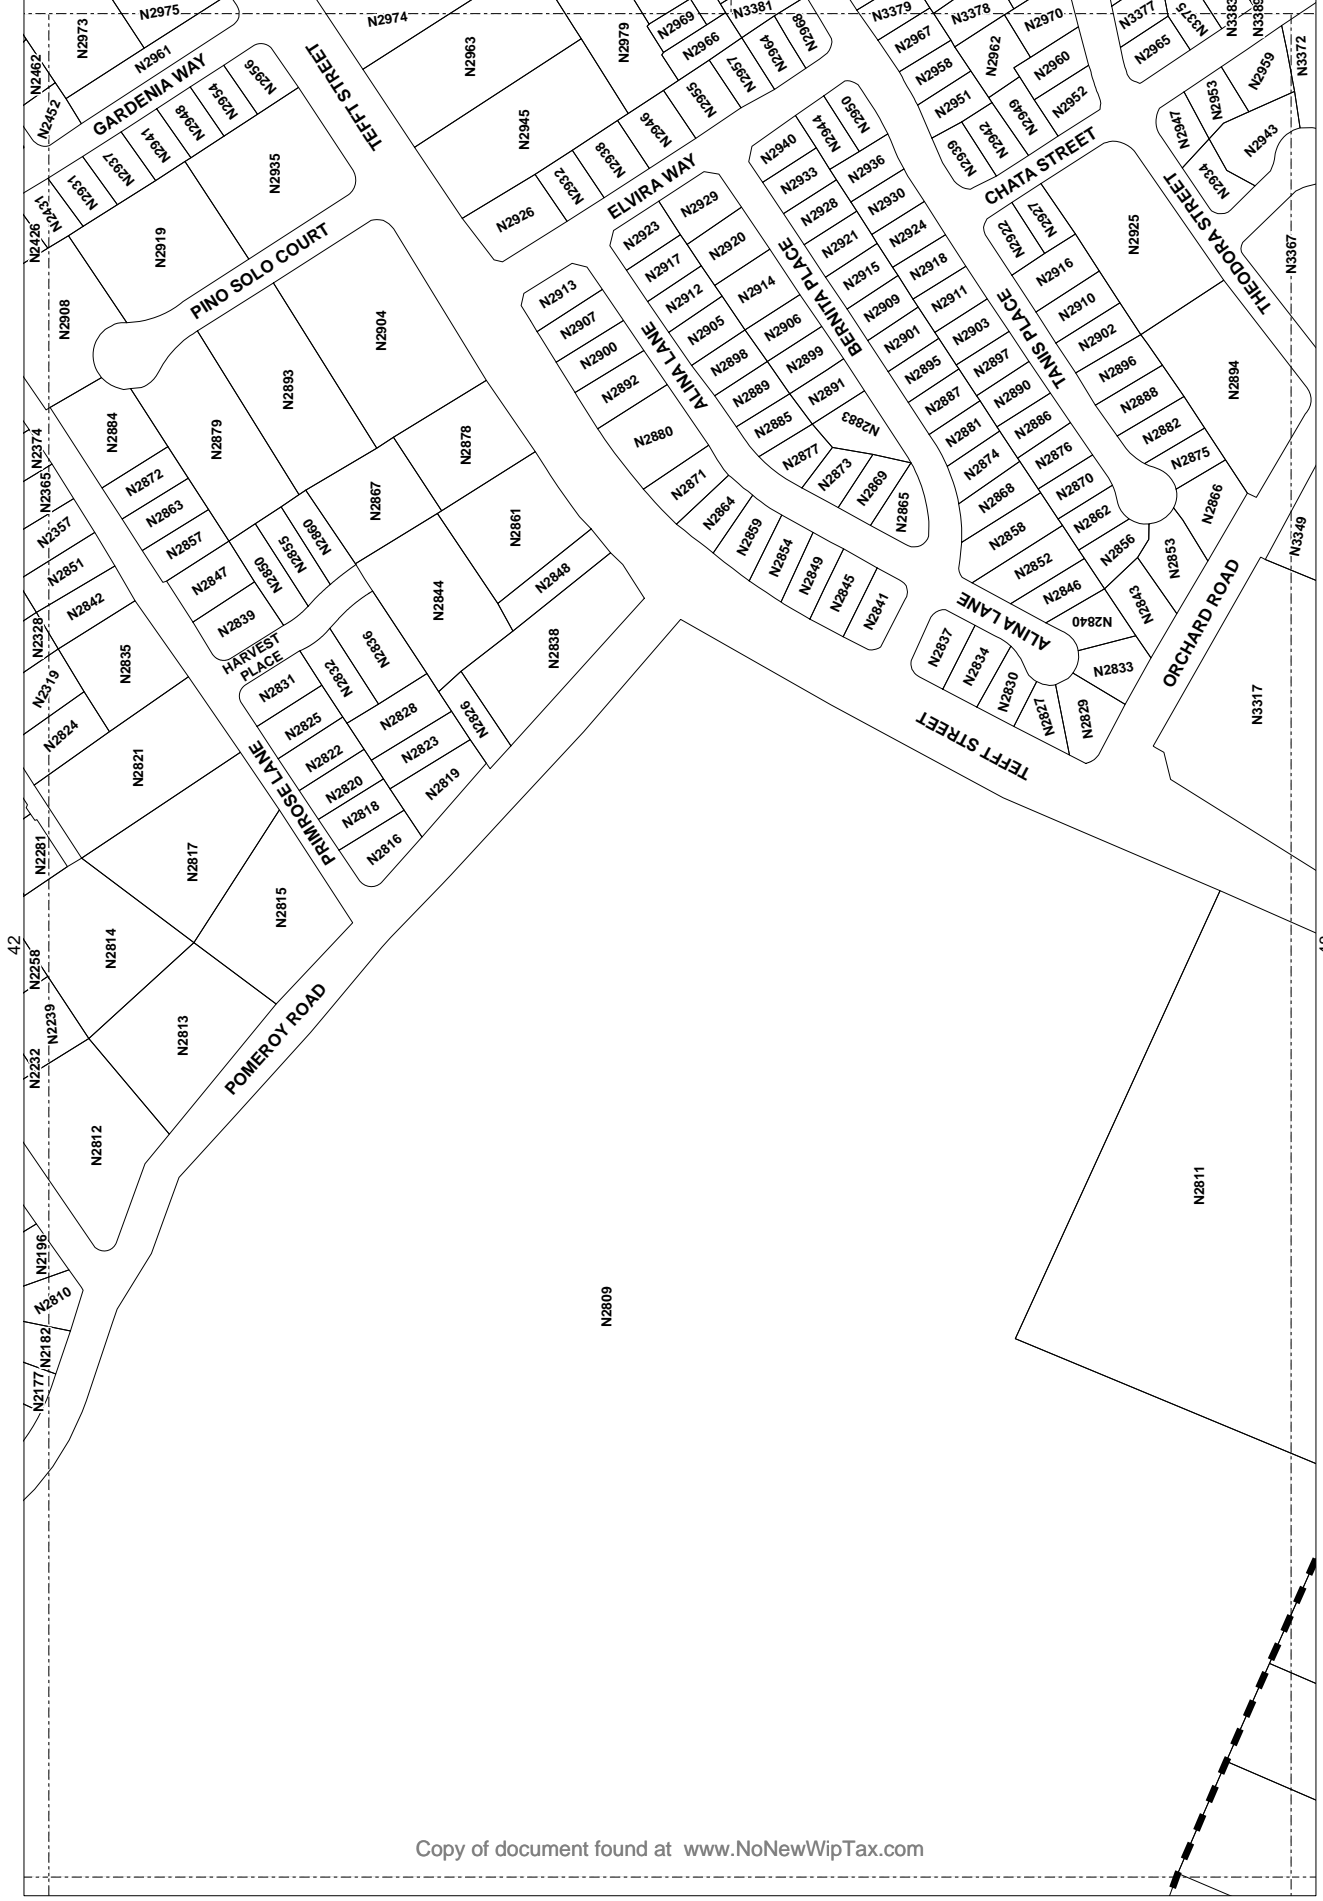 N2975
N2974
N2973
N2961
N2462
N2452
GARDENIA WAY
N2956
N2954
N2948
N2941
N2937
N2931
N2431
N2426
TEFFT STREET
N2963
N2979
N2969
N2966
N3381
N2968
N2964
N2957
N2955
N2946
N2938
N2932
N2926
N2945
ELVIRA WAY
N3379
N3378
N2970
N2967
N2962
N2960
N2958
N2952
N2951
N2949
N2942
N2939
N3377
N3375
N3383
N3389
N3372
N2965
N2959
N2953
N2947
N2943
N2934
CHATA STREET
THEODORA STREET
N3367
N2935
N2919
N2908
PINO SOLO COURT
N2904
N2893
N2884
N2879
N2878
N2867
N2861
N2872
N2863
N2857
N2847
N2839
N2850
N2855
N2860
N2844
N2848
N2838
N2836
N2832
HARVEST
PLACE
N2831
N2825
N2822
N2820
N2818
N2816
N2828
N2823
N2819
N2826
PRIMROSE LANE
N2374
N2365
N2357
N2851
N2842
N2328
N2835
N2319
N2824
N2821
N2281
N2817
N2815
N2814
N2258
N2239
N2232
N2813
N2812
POMEROY ROAD
N2196
N2810
N2182
N2177
N2940
N2944
N2950
N2936
N2933
N2930
N2928
N2924
N2921
N2918
N2915
N2911
N2909
N2903
N2901
N2897
N2895
N2890
N2887
N2886
N2881
N2876
N2874
N2870
N2868
N2862
N2858
N2856
N2852
N2846
N2840
N2843
N2853
N2833
N2829
N2827
N2830
N2834
N2837
BERNITA PLACE
N2929
N2923
N2920
N2917
N2914
N2912
N2906
N2905
N2899
N2898
N2891
N2889
N2885
N2883
N2877
N2873
N2869
N2865
ALINA LANE
N2913
N2907
N2900
N2892
N2880
N2871
N2864
N2859
N2854
N2849
N2845
N2841
ALINA LANE
TANIS PLACE
N2922
N2927
N2925
N2916
N2910
N2902
N2896
N2894
N2888
N2882
N2875
N2866
N3349
ORCHARD ROAD
N3317
TEFFT STREET
42
N2809
N2811
Copy of document found at www.NoNewWipTax.com